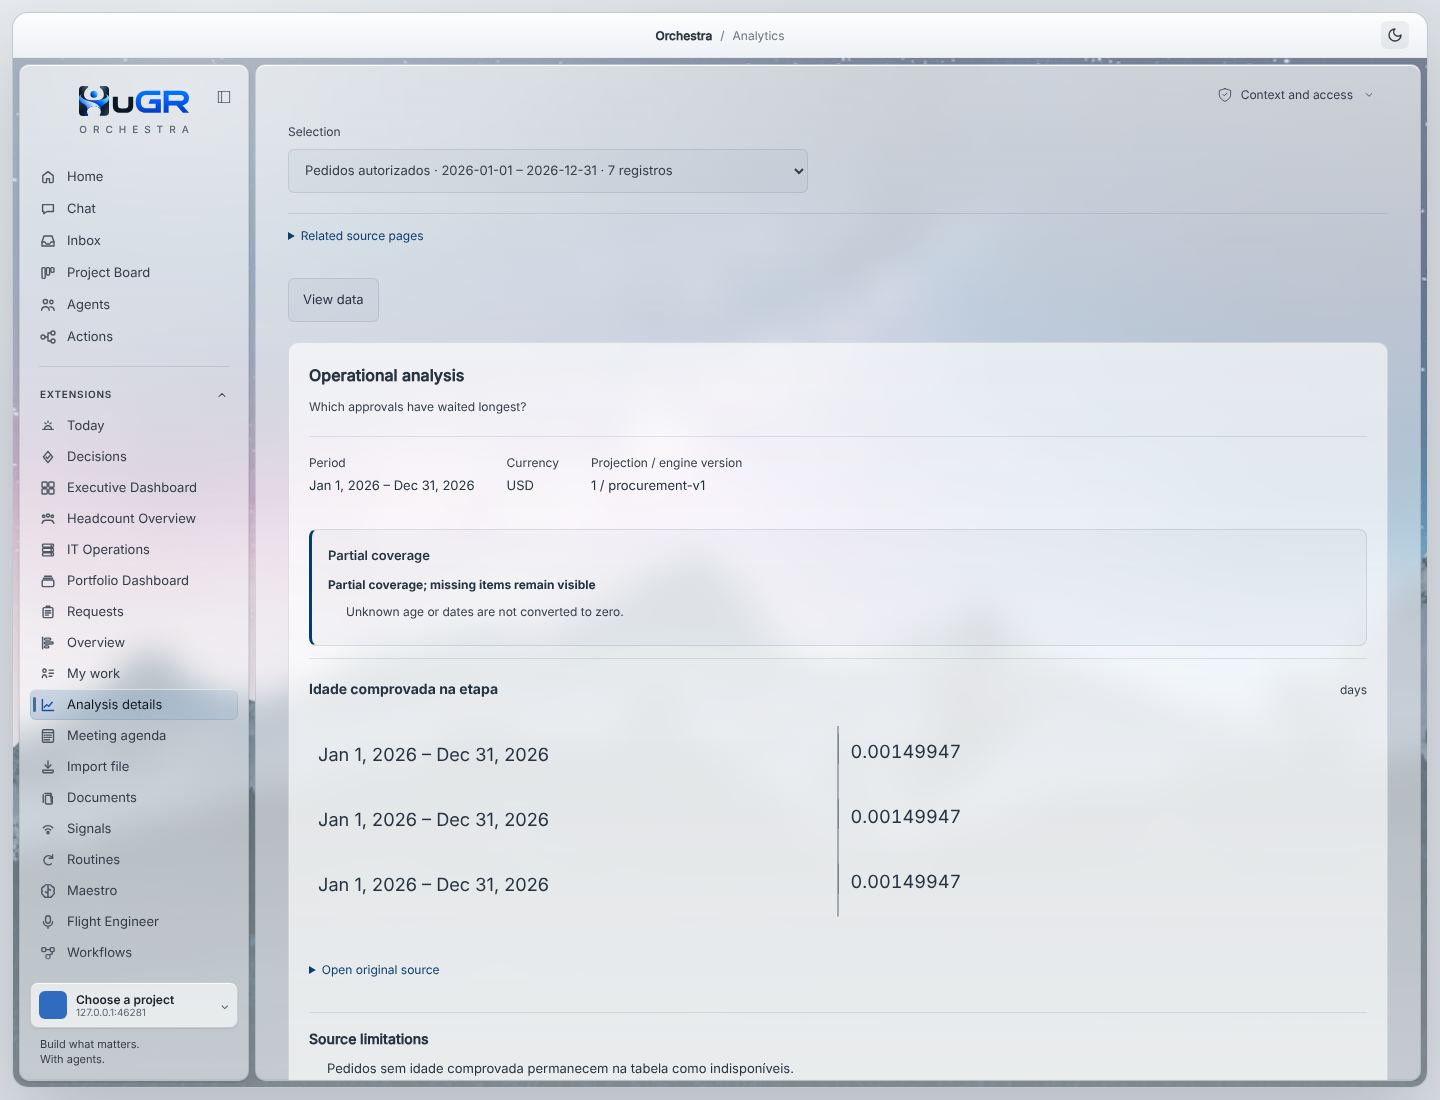 Orchestra / Analytics
HuGR
ORCHESTRA
Home
Chat
Inbox
Project Board
Agents
Actions
EXTENSIONS
Today
Decisions
Executive Dashboard
Headcount Overview
IT Operations
Portfolio Dashboard
Requests
Overview
My work
Analysis details
Meeting agenda
Import file
Documents
Signals
Routines
Maestro
Flight Engineer
Workflows
Choose a project
127.0.0.1:46281
Build what matters.
With agents.
Context and access
Selection
Pedidos autorizados · 2026-01-01 – 2026-12-31 · 7 registros
Related source pages
View data
Operational analysis
Which approvals have waited longest?
Period Currency Projection / engine version
Jan 1, 2026 – Dec 31, 2026 USD 1 / procurement-v1
Partial coverage
Partial coverage; missing items remain visible
Unknown age or dates are not converted to zero.
Idade comprovada na etapa days
Jan 1, 2026 – Dec 31, 2026 0.00149947
Jan 1, 2026 – Dec 31, 2026 0.00149947
Jan 1, 2026 – Dec 31, 2026 0.00149947
Open original source
Source limitations
Pedidos sem idade comprovada permanecem na tabela como indisponíveis.